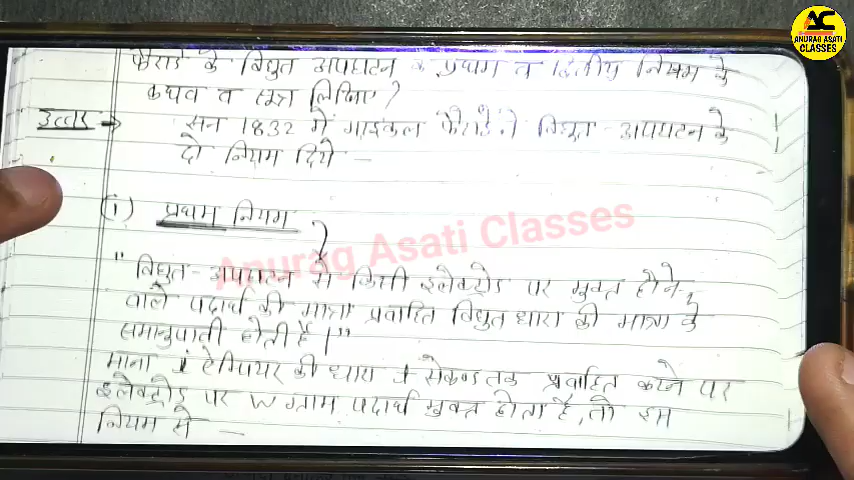 फैराडे के विद्युत अपघटन के प्रथम व द्वितीय नियम के
कथन व सूत्र लिखिए?
उत्तर → सन 1832 में माइकल फैराडे ने विद्युत-अपघटन के
दो नियम दिये —
(i) प्रथम नियम
"विद्युत-अपघटन में किसी इलेक्ट्रोड पर मुक्त होने
वाले पदार्थ की मात्रा प्रवाहित विद्युत धारा की मात्रा के
समानुपाती होती है।"
माना i ऐम्पियर की धारा t सेकण्ड तक प्रवाहित करने पर
इलेक्ट्रोड पर W ग्राम पदार्थ मुक्त होता है, तो इस
नियम से —
Anurag Asati Classes
AC
ANURAG ASATI
CLASSES